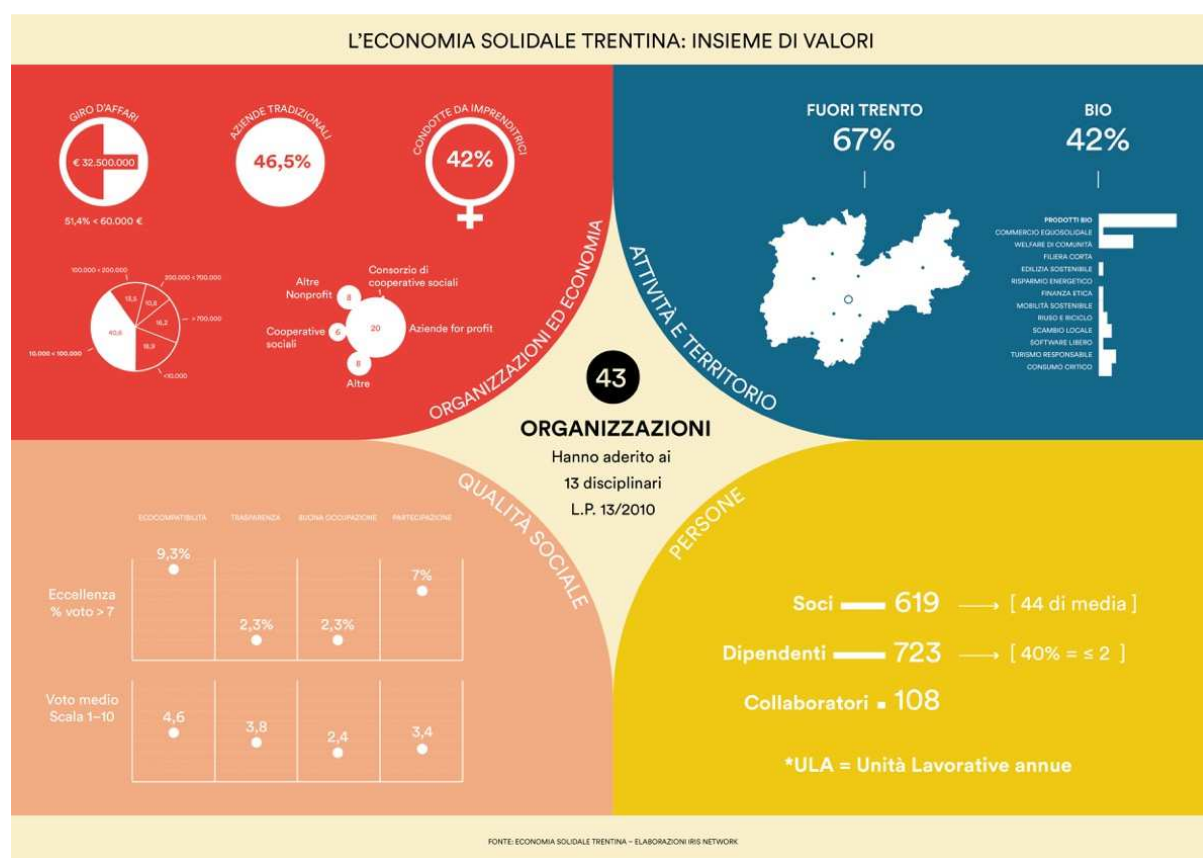 L'ECONOMIA SOLIDALE TRENTINA: INSIEME DI VALORI
GIRO D'AFFARI
€ 32.500.000
51,4% < 60.000 €
AZIENDE TRADIZIONALI
46,5%
CONDOTTE DA IMPRENDITRICI
42%
100.000 < 200.000
200.000 < 700.000
> 700.000
<10.000
10.000 < 100.000
13,5
10,8
16,2
18,9
40,6
Altre
Nonprofit
8
Consorzio di
cooperative sociali
1
Cooperative
sociali
6
20
Aziende for profit
8
Altre
ORGANIZZAZIONI ED ECONOMIA
FUORI TRENTO
67%
BIO
42%
PRODOTTI BIO
COMMERCIO EQUOSOLIDALE
WELFARE DI COMUNITÀ
FILIERA CORTA
EDILIZIA SOSTENIBILE
RISPARMIO ENERGETICO
FINANZA ETICA
MOBILITÀ SOSTENIBILE
RIUSO E RICICLO
SCAMBIO LOCALE
SOFTWARE LIBERO
TURISMO RESPONSABILE
CONSUMO CRITICO
ATTIVITÀ E TERRITORIO
43
ORGANIZZAZIONI
Hanno aderito ai
13 disciplinari
L.P. 13/2010
QUALITÀ SOCIALE
ECOCOMPATIBILITÀ TRASPARENZA BUONA OCCUPAZIONE PARTECIPAZIONE
Eccellenza
% voto > 7
9,3%
2,3%
2,3%
7%
Voto medio
Scala 1–10
4,6
3,8
2,4
3,4
PERSONE
Soci 619 [ 44 di media ]
Dipendenti 723 [ 40% = ≤ 2 ]
Collaboratori 108
*ULA = Unità Lavorative annue
FONTE: ECONOMIA SOLIDALE TRENTINA – ELABORAZIONI IRIS NETWORK